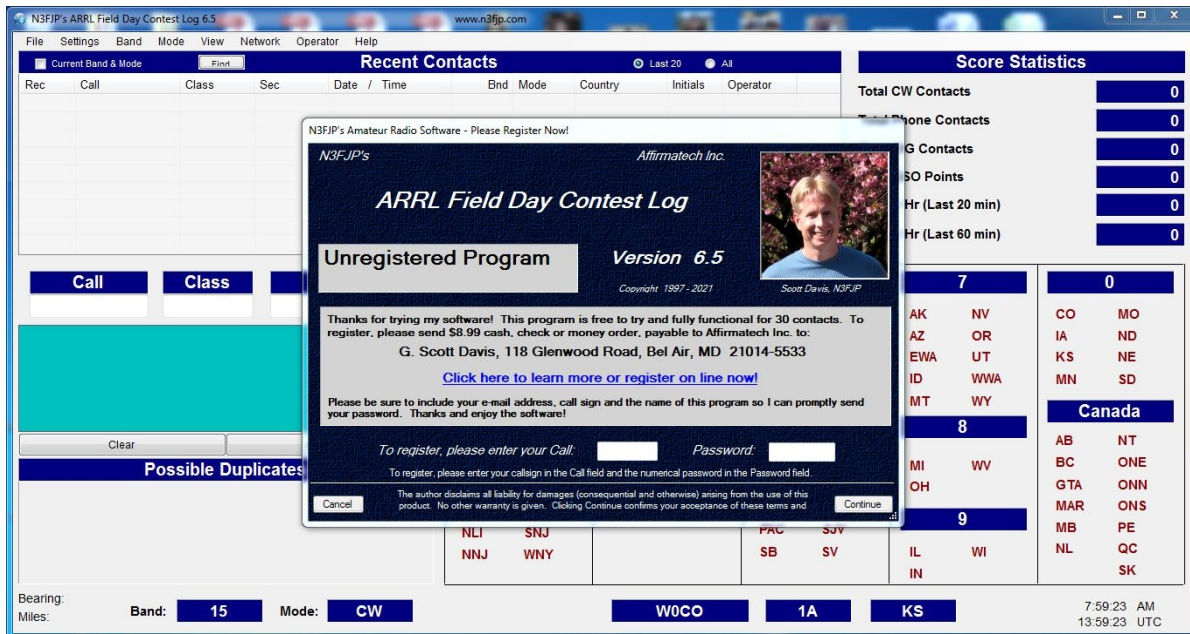 N3FJP's ARRL Field Day Contest Log 6.5
www.n3fjp.com
File Settings Band Mode View Network Operator Help
Current Band & Mode Find Recent Contacts Last 20 All
Score Statistics
Rec Call Class Sec Date / Time Bnd Mode Country Initials Operator
Total CW Contacts 0
Phone Contacts 0
G Contacts 0
SO Points 0
Hr (Last 20 min) 0
Hr (Last 60 min) 0
N3FJP's Amateur Radio Software - Please Register Now!
N3FJP's Affirmatech Inc.
ARRL Field Day Contest Log
Unregistered Program
Version 6.5
Copyright 1997 - 2021
Scott Davis, N3FJP
Thanks for trying my software! This program is free to try and fully functional for 30 contacts. To
register, please send $8.99 cash, check or money order, payable to Affirmatech Inc. to:
G. Scott Davis, 118 Glenwood Road, Bel Air, MD 21014-5533
Click here to learn more or register on line now!
Please be sure to include your e-mail address, call sign and the name of this program so I can promptly send
your password. Thanks and enjoy the software!
To register, please enter your Call: Password:
To register, please enter your callsign in the Call field and the numerical password in the Password field.
The author disclaims all liability for damages (consequential and otherwise) arising from the use of this
product. No other warranty is given. Clicking Continue confirms your acceptance of these terms and
Cancel Continue
Call Class
Clear
Possible Duplicates
NLI SNJ
NNJ WNY
PAC SJV
SB SV
7
AK NV
AZ OR
EWA UT
ID WWA
MT WY
8
MI WV
OH
9
IL WI
IN
0
CO MO
IA ND
KS NE
MN SD
Canada
AB NT
BC ONE
GTA ONN
MAR ONS
MB PE
NL QC
SK
Bearing:
Miles:
Band: 15 Mode: CW W0CO 1A KS
7:59:23 AM
13:59:23 UTC